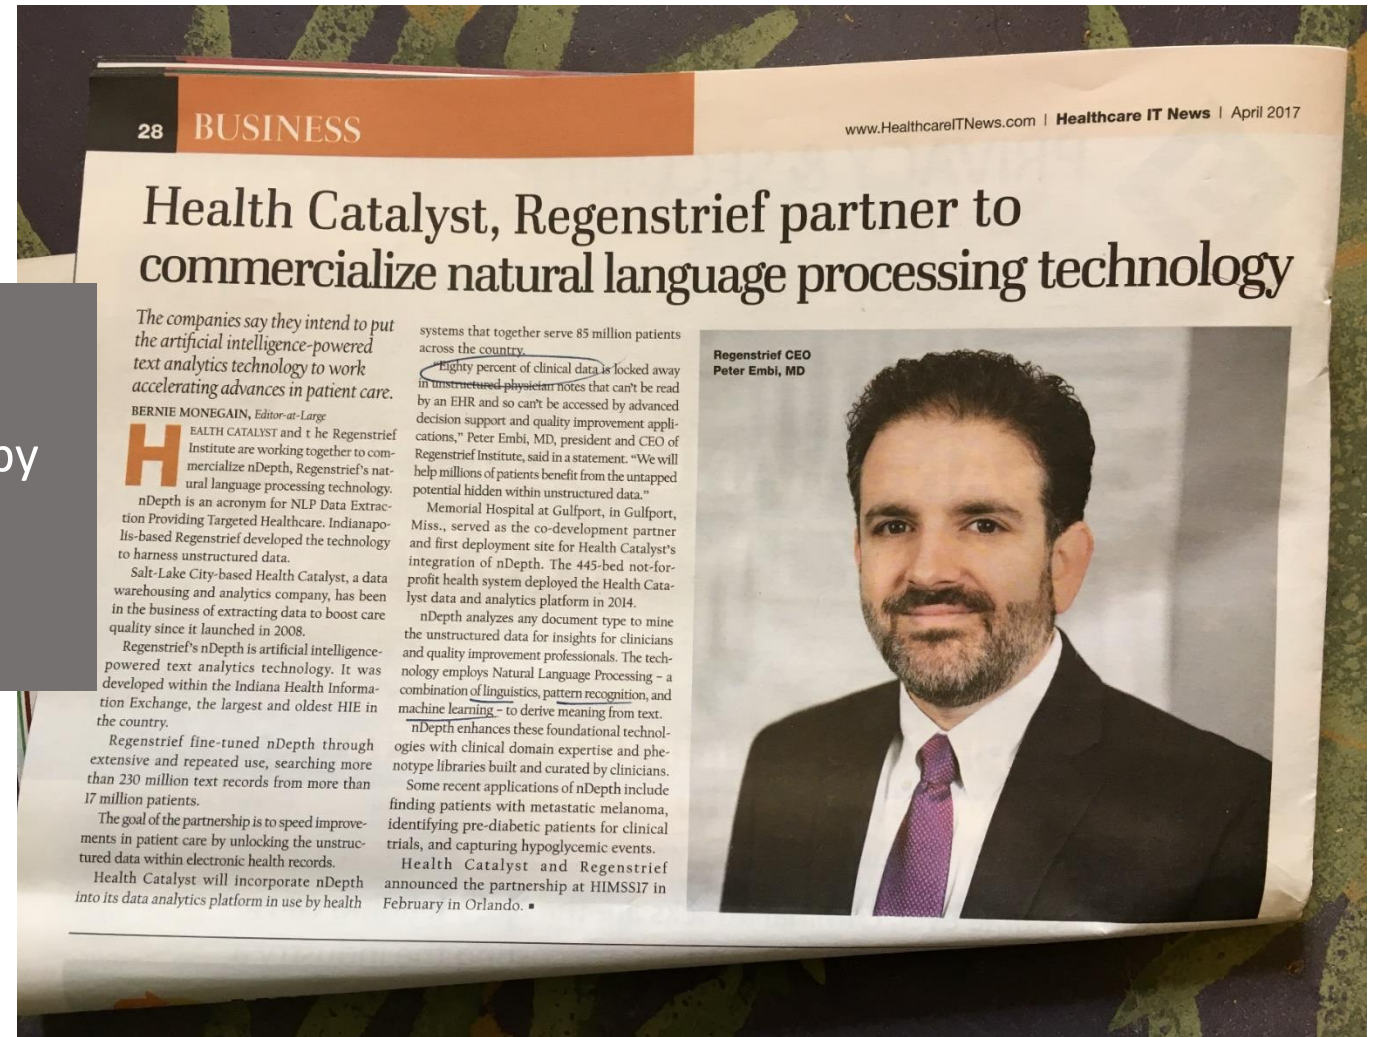 28 BUSINESS
www.HealthcareITNews.com | Healthcare IT News | April 2017
Health Catalyst, Regenstrief partner to
commercialize natural language processing technology
by
The companies say they intend to put
the artificial intelligence-powered
text analytics technology to work
accelerating advances in patient care.
BERNIE MONEGAIN, Editor-at-Large
HEALTH CATALYST and t he Regenstrief
Institute are working together to com-
mercialize nDepth, Regenstrief's nat-
ural language processing technology.
nDepth is an acronym for NLP Data Extrac-
tion Providing Targeted Healthcare. Indianapo-
lis-based Regenstrief developed the technology
to harness unstructured data.
Salt-Lake City-based Health Catalyst, a data
warehousing and analytics company, has been
in the business of extracting data to boost care
quality since it launched in 2008.
Regenstrief's nDepth is artificial intelligence-
powered text analytics technology. It was
developed within the Indiana Health Informa-
tion Exchange, the largest and oldest HIE in
the country.
Regenstrief fine-tuned nDepth through
extensive and repeated use, searching more
than 230 million text records from more than
17 million patients.
The goal of the partnership is to speed improve-
ments in patient care by unlocking the unstruc-
tured data within electronic health records.
Health Catalyst will incorporate nDepth
into its data analytics platform in use by health
systems that together serve 85 million patients
across the country.
"Eighty percent of clinical data is locked away
in unstructured physician notes that can't be read
by an EHR and so can't be accessed by advanced
decision support and quality improvement appli-
cations," Peter Embi, MD, president and CEO of
Regenstrief Institute, said in a statement. "We will
help millions of patients benefit from the untapped
potential hidden within unstructured data."
Memorial Hospital at Gulfport, in Gulfport,
Miss., served as the co-development partner
and first deployment site for Health Catalyst's
integration of nDepth. The 445-bed not-for-
profit health system deployed the Health Cata-
lyst data and analytics platform in 2014.
nDepth analyzes any document type to mine
the unstructured data for insights for clinicians
and quality improvement professionals. The tech-
nology employs Natural Language Processing – a
combination of linguistics, pattern recognition, and
machine learning – to derive meaning from text.
nDepth enhances these foundational technol-
ogies with clinical domain expertise and phe-
notype libraries built and curated by clinicians.
Some recent applications of nDepth include
finding patients with metastatic melanoma,
identifying pre-diabetic patients for clinical
trials, and capturing hypoglycemic events.
Health Catalyst and Regenstrief
announced the partnership at HIMSS17 in
February in Orlando. ■
Regenstrief CEO
Peter Embi, MD